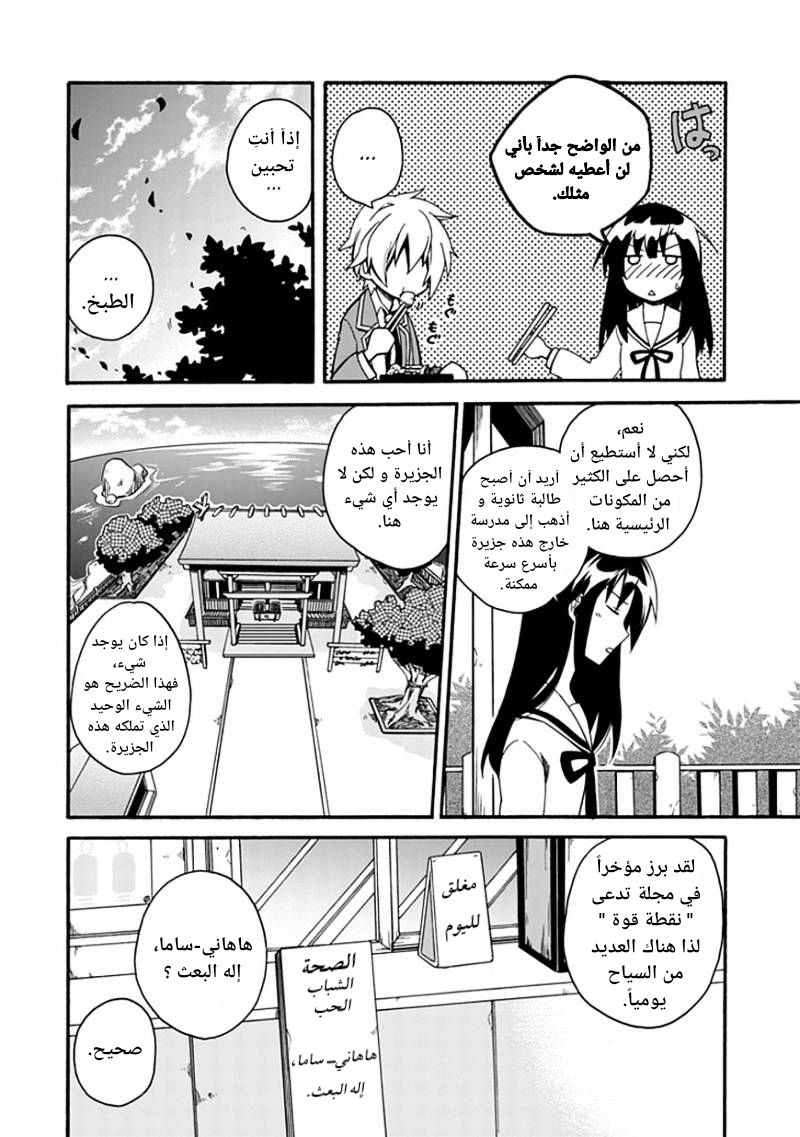 من الواضح جداً بأني
لن أعطيه لشخص
مثلك.
はっ
...
إذاً أنتِ
تحبين
...
...
الطبخ.
نعم،
لكني لا أستطيع أن
أحصل على الكثير
من المكونات
الرئيسية هنا.
أريد أن أصبح
طالبة ثانوية و
أذهب إلى مدرسة
خارج هذه جزيرة
بأسرع سرعة
ممكنة.
أنا أحب هذه
الجزيرة و لكن لا
يوجد أي شيء
هنا.
إذا كان يوجد
شيء،
فهذا الضريح هو
الشيء الوحيد
الذي تملكه هذه
الجزيرة.
لقد برز مؤخراً
في مجلة تدعى
" نقطة قوة "
لذا هناك العديد
من السياح
يومياً.
مغلق
لليوم
الصحة
الشباب
الحب
هاهاني-ساما،
إله البعث.
هاهاني-ساما،
إله البعث ؟
صحيح.